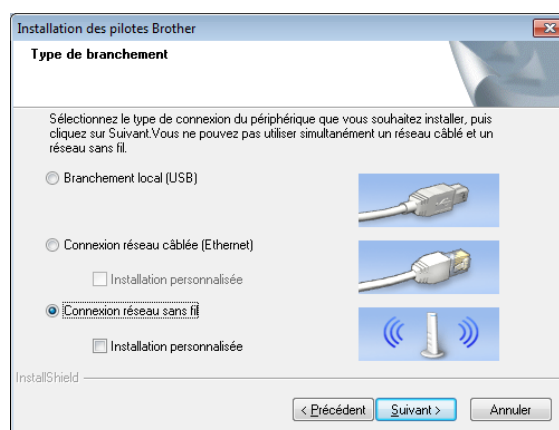 Installation des pilotes Brother
Type de branchement
Sélectionnez le type de connexion du périphérique que vous souhaitez installer, puis
cliquez sur Suivant.Vous ne pouvez pas utiliser simultanément un réseau câblé et un
réseau sans fil.
Branchement local (USB)
Connexion réseau câblée (Ethernet)
Installation personnalisée
Connexion réseau sans fil
Installation personnalisée
InstallShield
< Précédent Suivant > Annuler